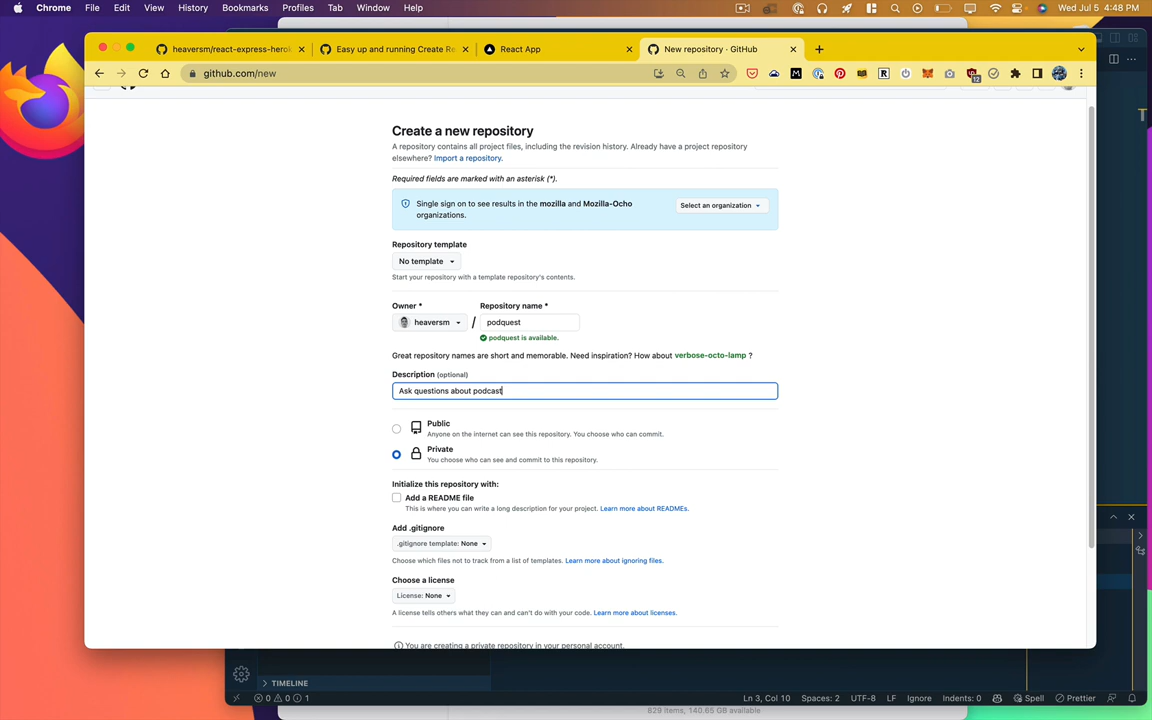 Chrome File Edit View History Bookmarks Profiles Tab Window Help Wed Jul 5 4:48 PM
heaversm/react-express-herok Easy up and running Create Re React App New repository · GitHub
github.com/new
12
Create a new repository
A repository contains all project files, including the revision history. Already have a project repository
elsewhere? Import a repository.
Required fields are marked with an asterisk (*).
Single sign on to see results in the mozilla and Mozilla-Ocho
organizations.
Select an organization
Repository template
No template
Start your repository with a template repository's contents.
Owner * Repository name *
heaversm / podquest
podquest is available.
Great repository names are short and memorable. Need inspiration? How about verbose-octo-lamp ?
Description (optional)
Ask questions about podcast
Public
Anyone on the internet can see this repository. You choose who can commit.
Private
You choose who can see and commit to this repository.
Initialize this repository with:
Add a README file
This is where you can write a long description for your project. Learn more about READMEs.
Add .gitignore
.gitignore template: None
Choose which files not to track from a list of templates. Learn more about ignoring files.
Choose a license
License: None
A license tells others what they can and can't do with your code. Learn more about licenses.
You are creating a private repository in your personal account.
TIMELINE
0 0 1 Ln 3, Col 10 Spaces: 2 UTF-8 LF Ignore Indents: 0 Spell Prettier
829 items, 140.65 GB available